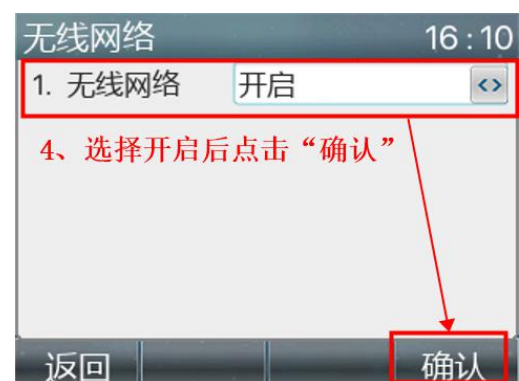 无线网络 16:10
1. 无线网络 开启 <>
4、选择开启后点击“确认”
返回 确认